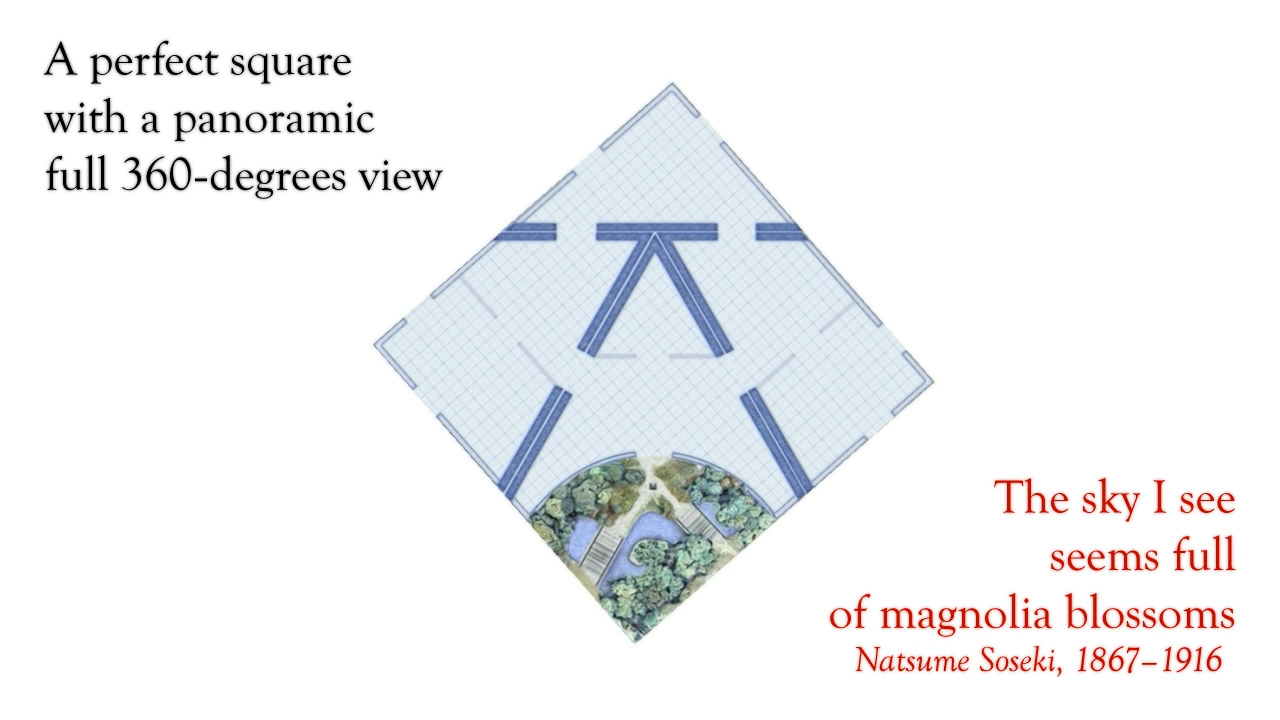 A perfect square
with a panoramic
full 360-degrees view
The sky I see
seems full
of magnolia blossoms
Natsume Soseki, 1867–1916